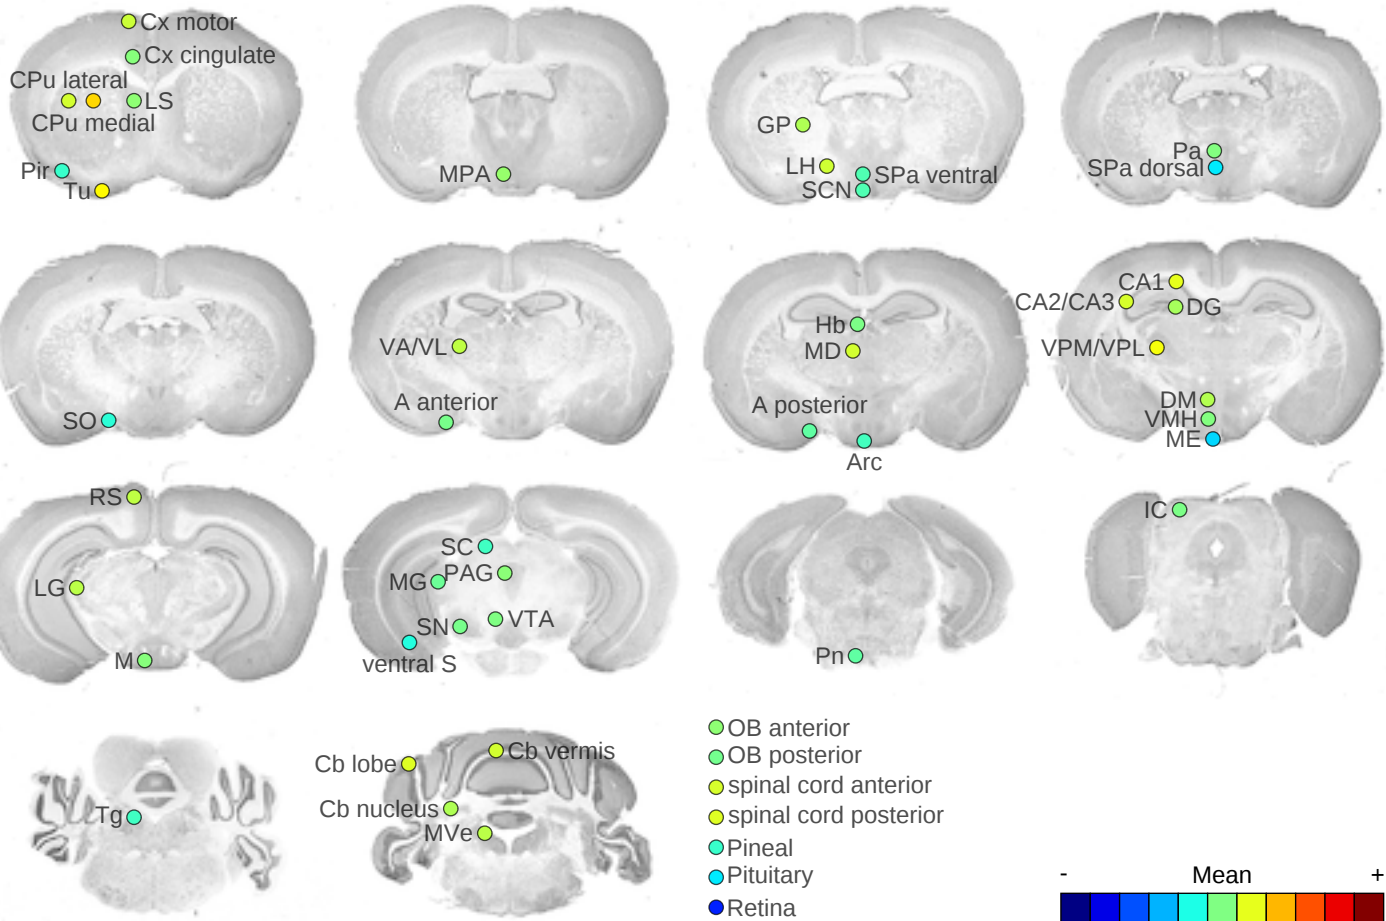 Cx motor
Cx cingulate
CPu lateral
LS
CPu medial
Pir
Tu
MPA
GP
LH
SPa ventral
SCN
Pa
SPa dorsal
SO
VA/VL
A anterior
Hb
MD
A posterior
Arc
CA1
CA2/CA3
DG
VPM/VPL
DM
VMH
ME
RS
LG
M
SC
MG
PAG
SN
VTA
ventral S
Pn
IC
Tg
Cb lobe
Cb vermis
Cb nucleus
MVe
OB anterior
OB posterior
spinal cord anterior
spinal cord posterior
Pineal
Pituitary
Retina
- Mean +